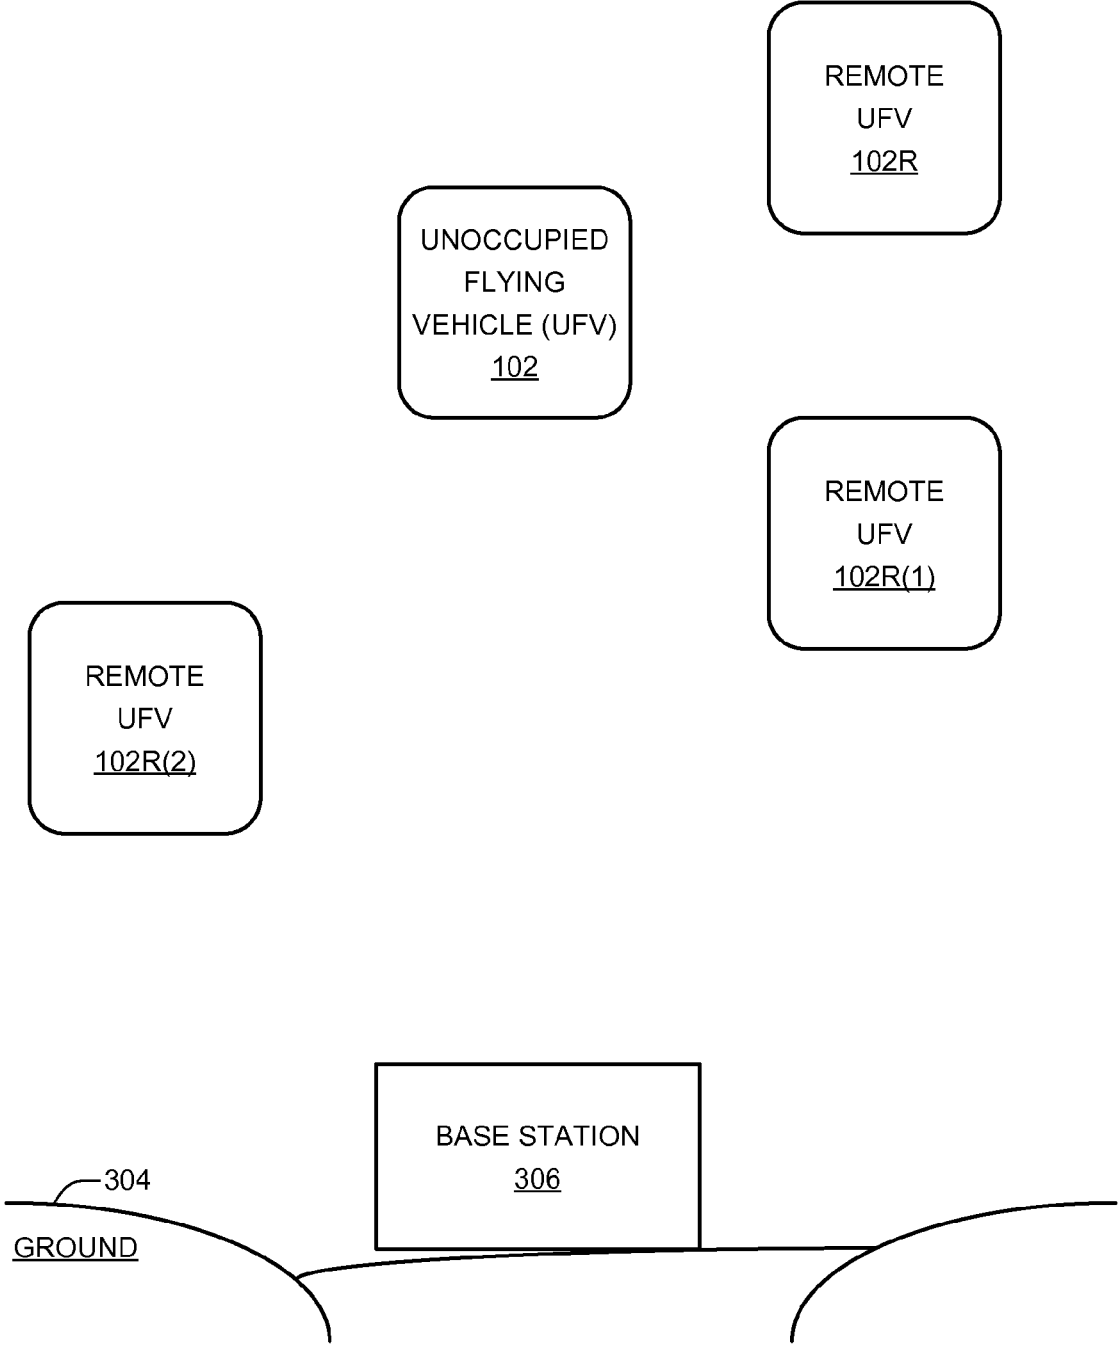 REMOTE
UFV
102R
UNOCCUPIED
FLYING
VEHICLE (UFV)
102
REMOTE
UFV
102R(1)
REMOTE
UFV
102R(2)
BASE STATION
306
304
GROUND